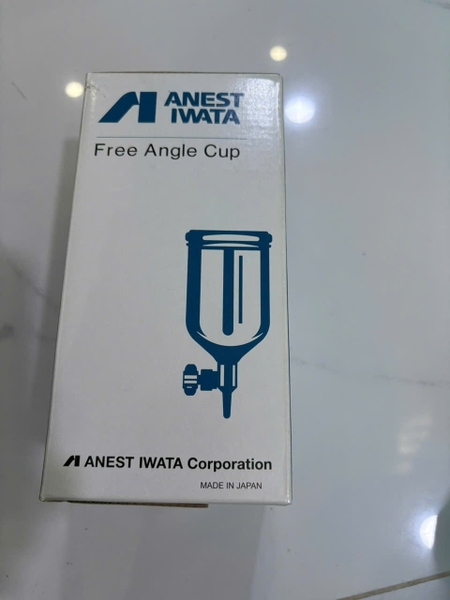 ANEST
IWATA
Free Angle Cup
ANEST IWATA Corporation
MADE IN JAPAN